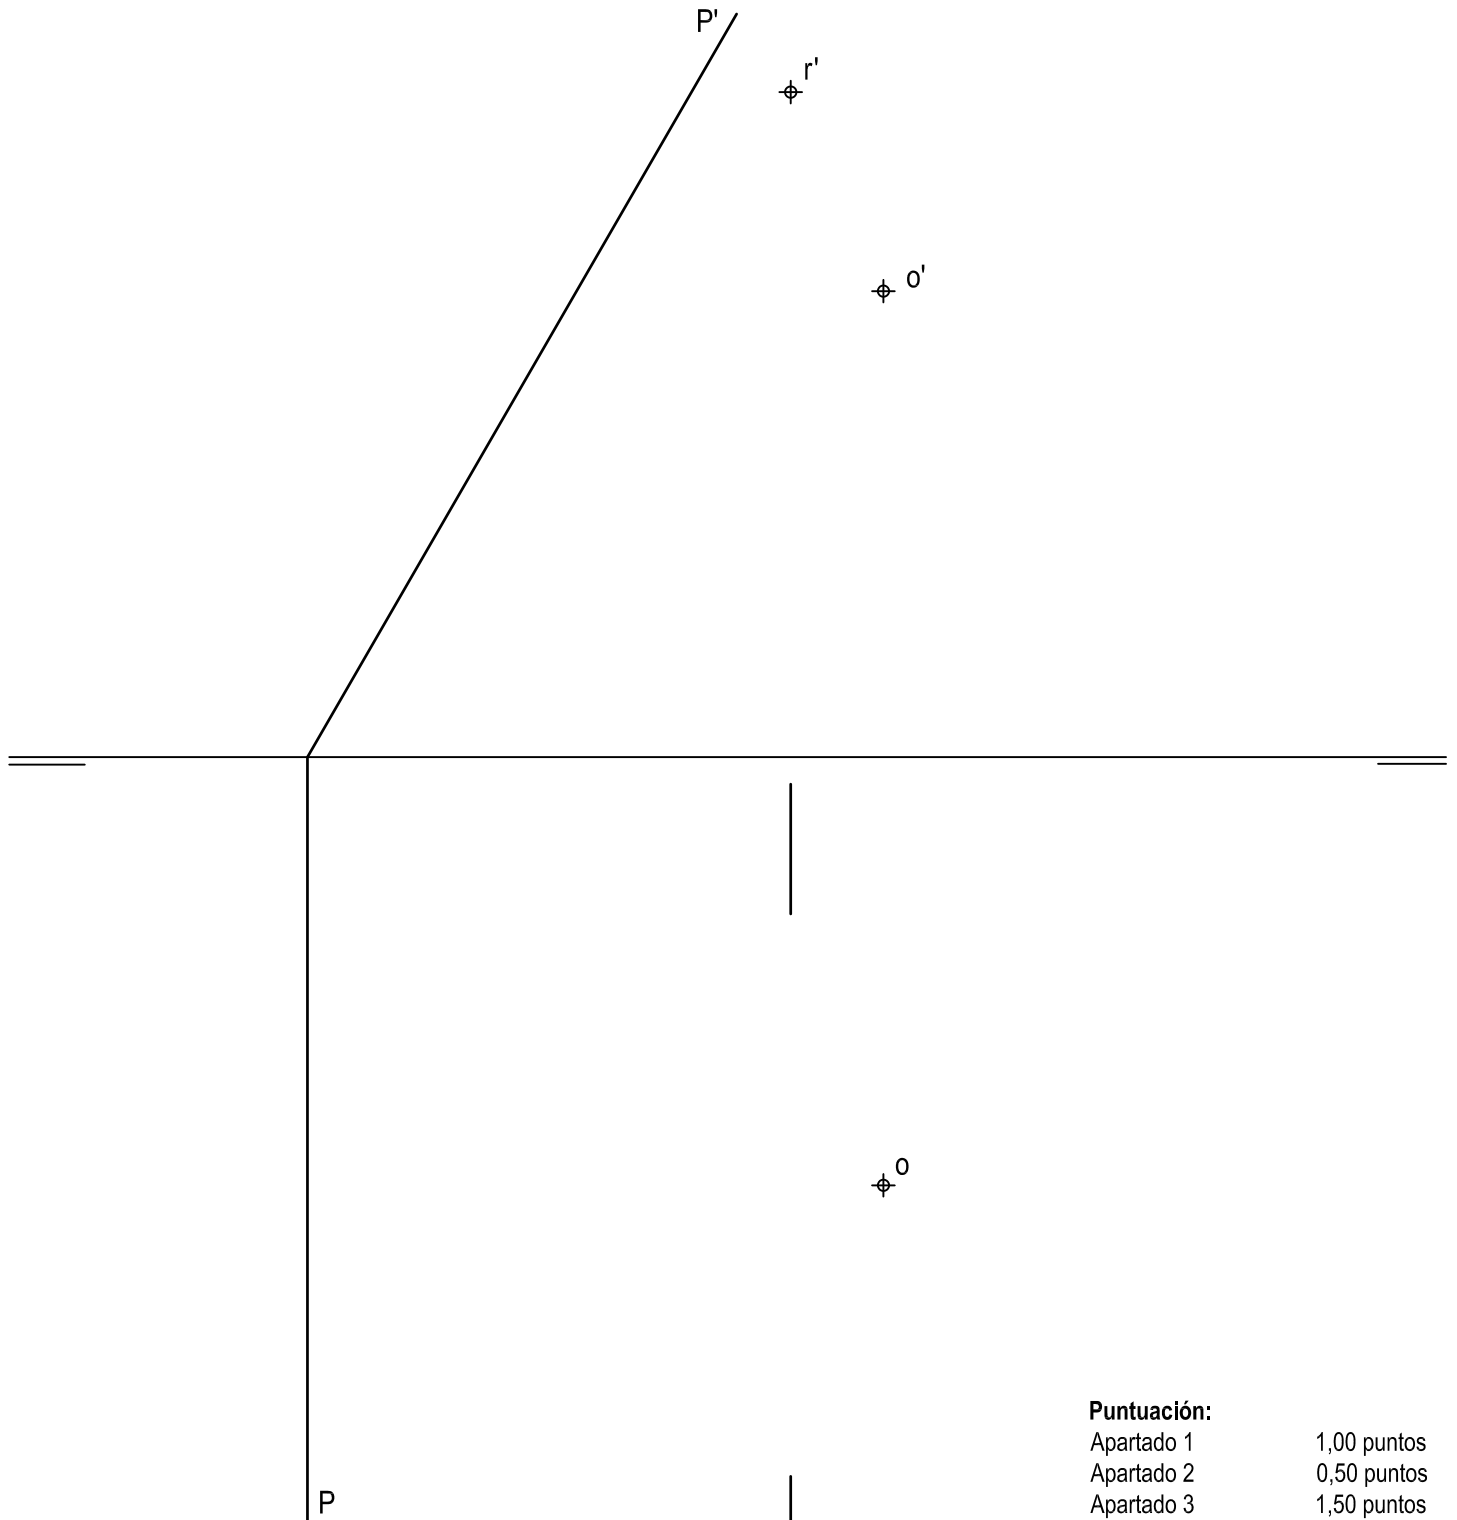 P'
r'
o'
o
P
Puntuación:
Apartado 1 1,00 puntos
Apartado 2 0,50 puntos
Apartado 3 1,50 puntos